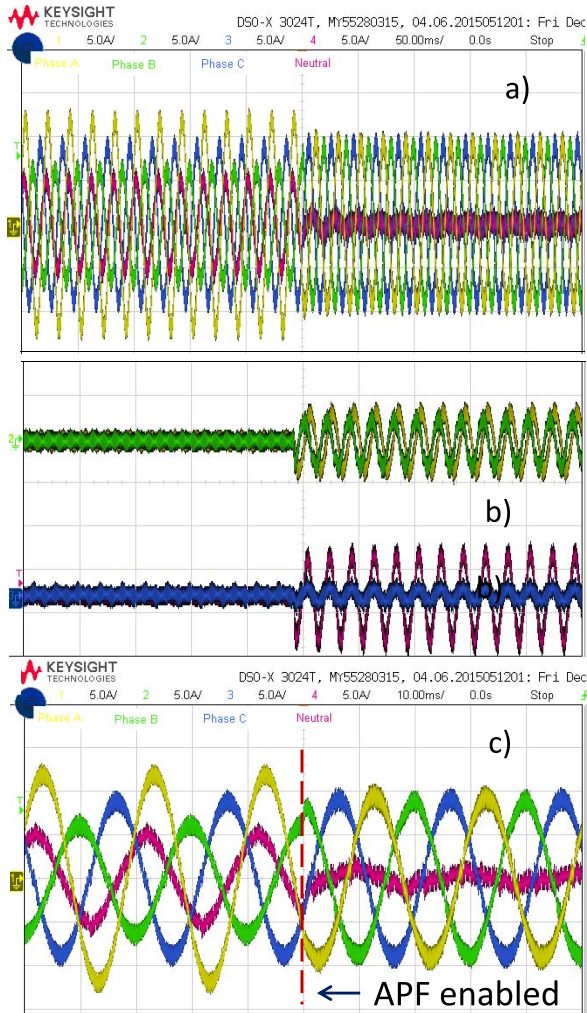 KEYSIGHT
TECHNOLOGIES
DSO-X 3024T, MY55280315, 04.06.2015051201: Fri Dec
1 5.0A/ 2 5.0A/ 3 5.0A/ 4 5.0A/ 50.00ms/ 0.0s Stop
Phase A Phase B Phase C Neutral
a)
T
2
b)
T
b)
KEYSIGHT
TECHNOLOGIES
DSO-X 3024T, MY55280315, 04.06.2015051201: Fri Dec
1 5.0A/ 2 5.0A/ 3 5.0A/ 4 5.0A/ 10.00ms/ 0.0s Stop
Phase A Phase B Phase C Neutral
c)
T
← APF enabled